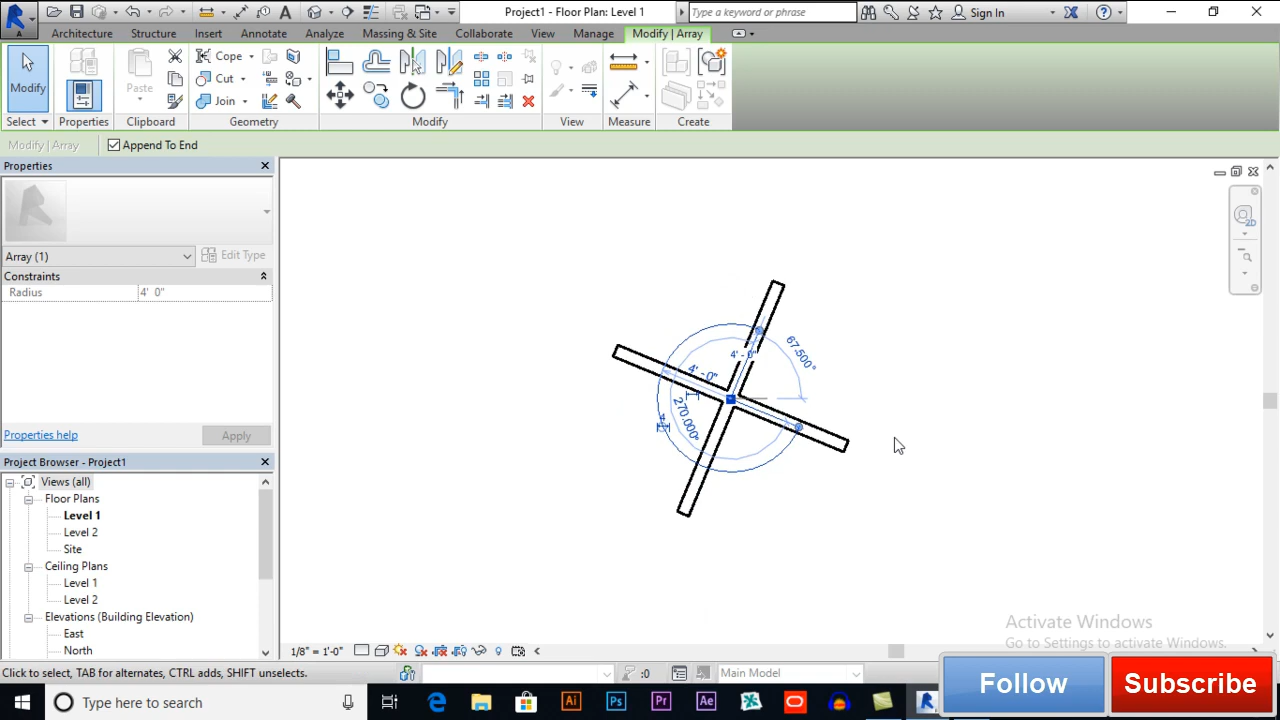 Project1 - Floor Plan: Level 1
Type a keyword or phrase
Sign In
Architecture Structure Insert Annotate Analyze Massing & Site Collaborate View Manage Modify | Array
Modify
Paste
Cope
Cut
Join
Select Properties Clipboard Geometry Modify View Measure Create
Modify | Array
Append To End
Properties
Array (1)
Edit Type
Constraints
Radius 4' 0"
Properties help
Apply
Project Browser - Project1
Views (all)
Floor Plans
Level 1
Level 2
Site
Ceiling Plans
Level 1
Level 2
Elevations (Building Elevation)
East
North
67.500°
4' - 0"
4' - 0"
270.000°
2D
Activate Windows
Go to Settings to activate Windows.
1/8" = 1'-0"
Click to select, TAB for alternates, CTRL adds, SHIFT unselects.
:0
Main Model
Follow
Subscribe
Type here to search
Ai
Ps
Pr
Ae